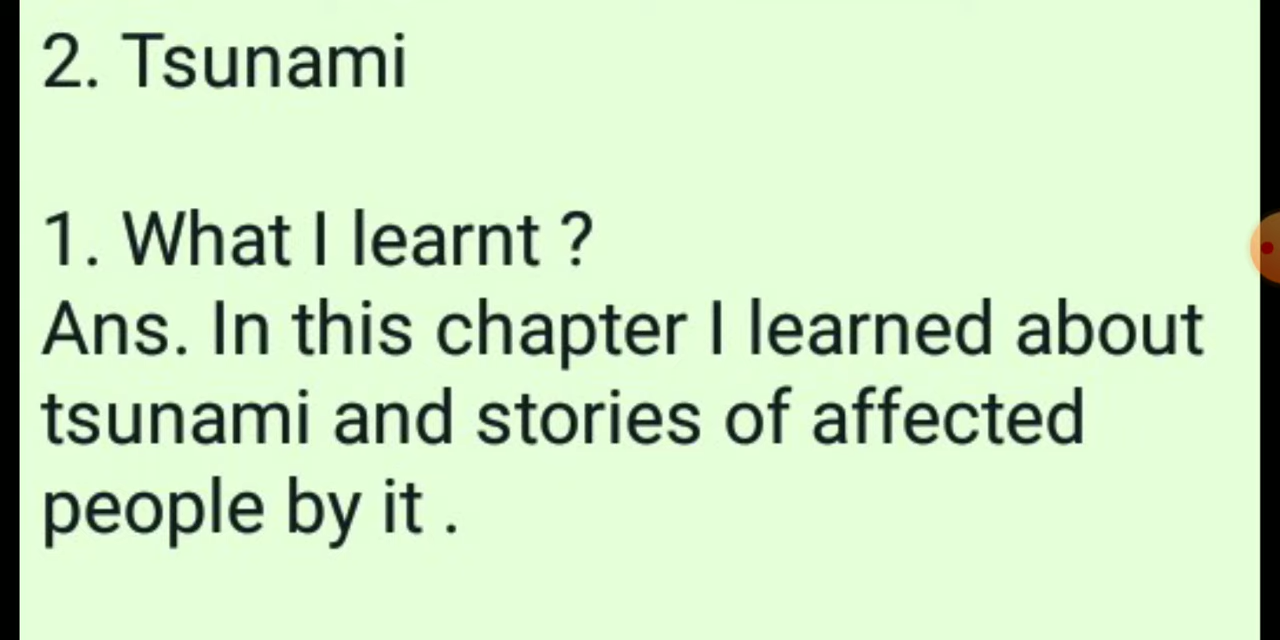 2. Tsunami
1. What I learnt ?
Ans. In this chapter I learned about
tsunami and stories of affected
people by it .